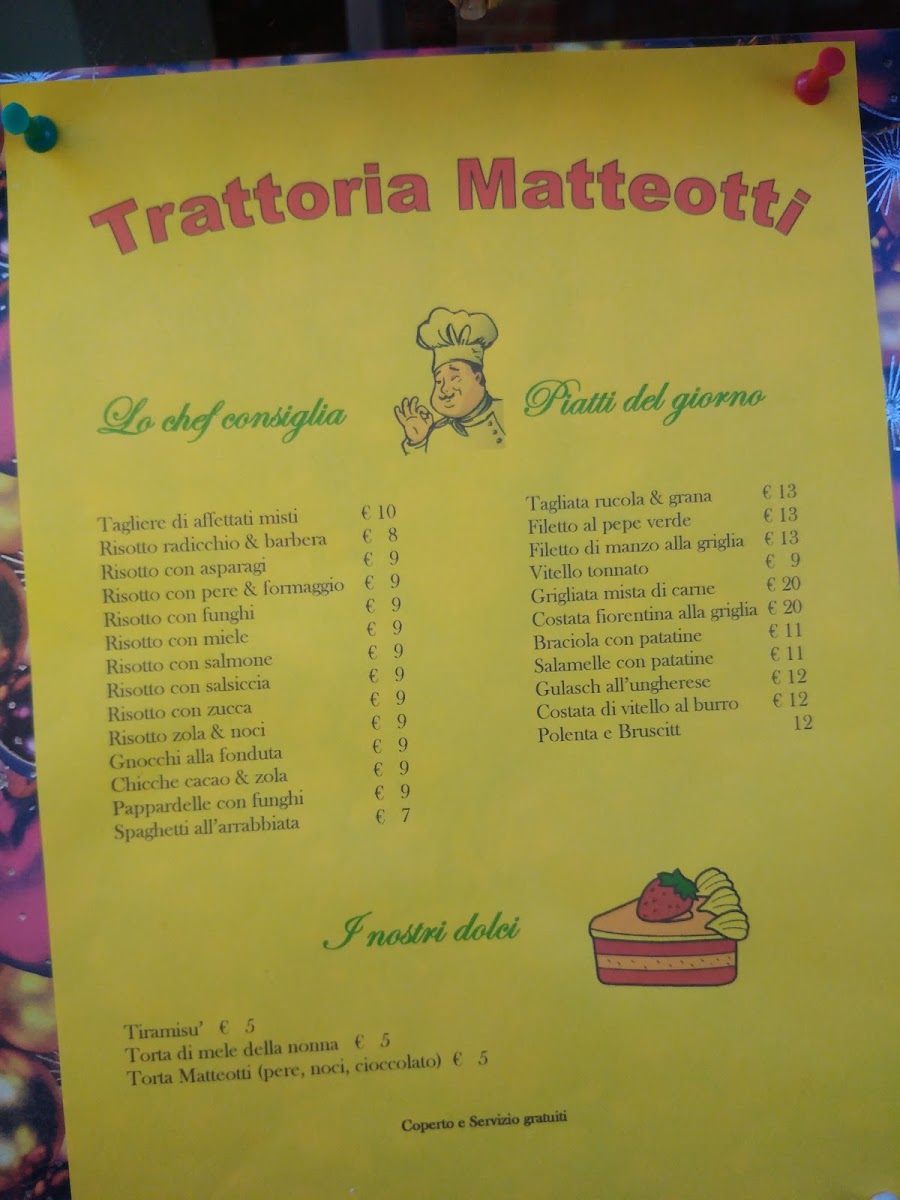 Trattoria Matteotti
Lo chef consiglia
Tagliere di affettati misti € 10
Risotto radicchio & barbera € 8
Risotto con asparagi € 9
Risotto con pere & formaggio € 9
Risotto con funghi € 9
Risotto con miele € 9
Risotto con salmone € 9
Risotto con salsiccia € 9
Risotto con zucca € 9
Risotto zola & noci € 9
Gnocchi alla fonduta € 9
Chicche cacao & zola € 9
Pappardelle con funghi € 9
Spaghetti all'arrabbiata € 7
Piatti del giorno
Tagliata rucola & grana € 13
Filetto al pepe verde € 13
Filetto di manzo alla griglia € 13
Vitello tonnato € 9
Grigliata mista di carne € 20
Costata fiorentina alla griglia € 20
Braciola con patatine € 11
Salamelle con patatine € 11
Gulasch all'ungherese € 12
Costata di vitello al burro € 12
Polenta e Bruscitt 12
I nostri dolci
Tiramisu' € 5
Torta di mele della nonna € 5
Torta Matteotti (pere, noci, cioccolato) € 5
Coperto e Servizio gratuiti